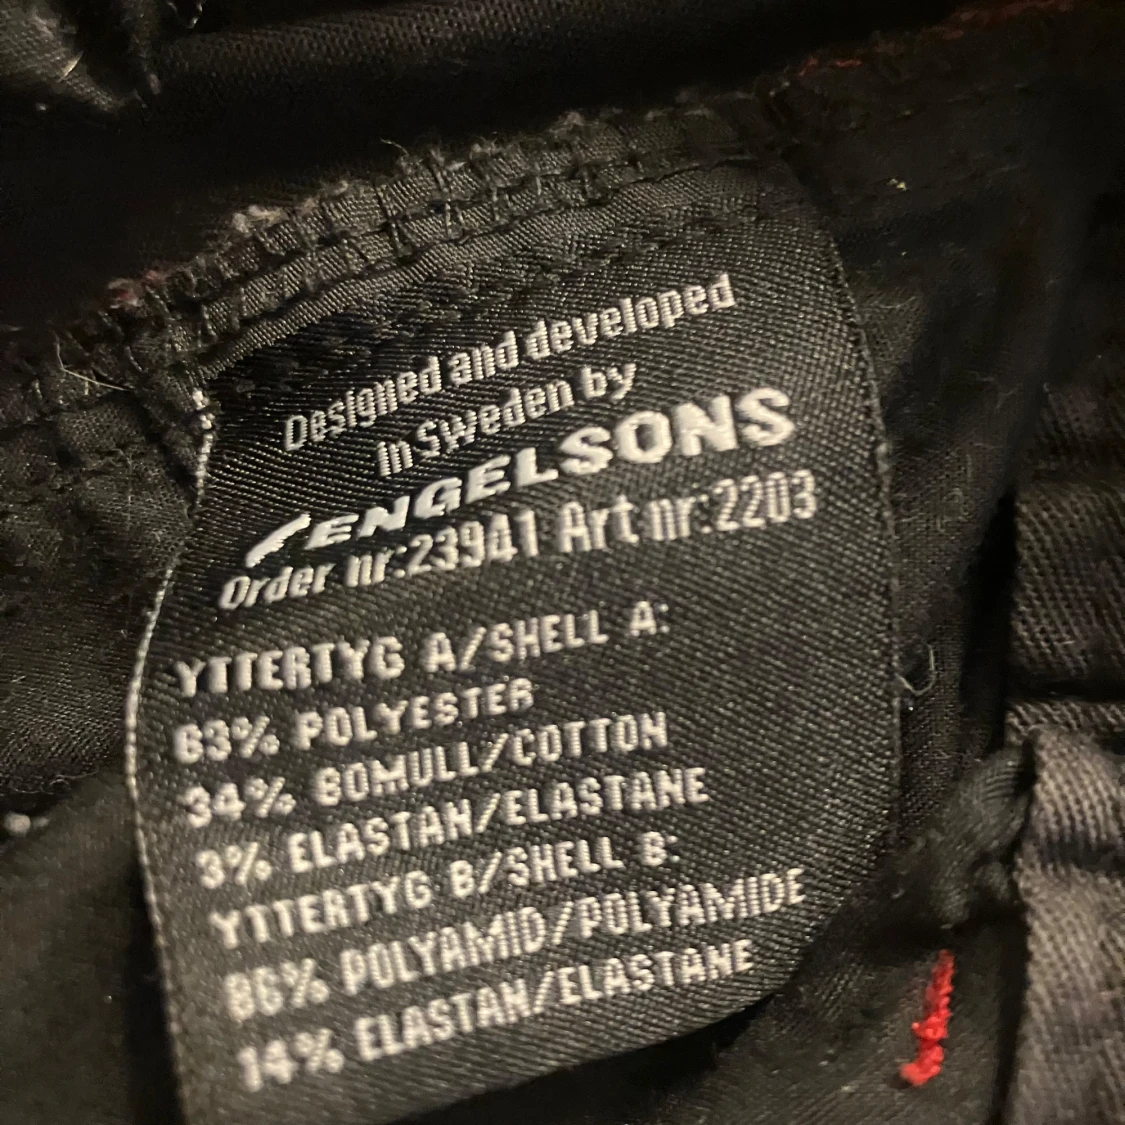 Designed and developed
in Sweden by
ENGELSONS
Order nr:23941 Art nr:2203
YTTERTYG A/SHELL A:
63% POLYESTER
34% BOMULL/COTTON
3% ELASTAN/ELASTANE
YTTERTYG B/SHELL B:
86% POLYAMID/POLYAMIDE
14% ELASTAN/ELASTANE